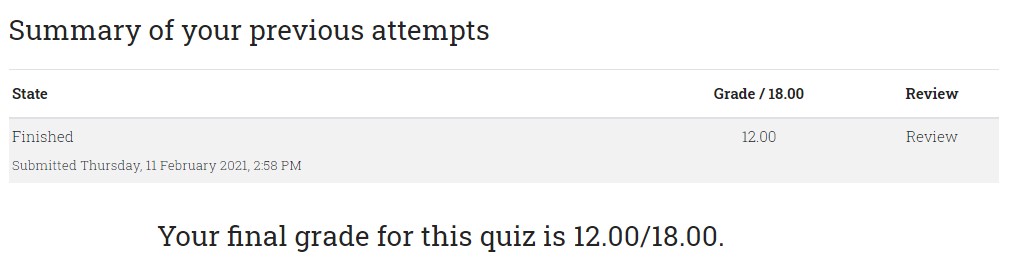 Summary of your previous attempts
State Grade / 18.00 Review
Finished 12.00 Review
Submitted Thursday, 11 February 2021, 2:58 PM
Your final grade for this quiz is 12.00/18.00.